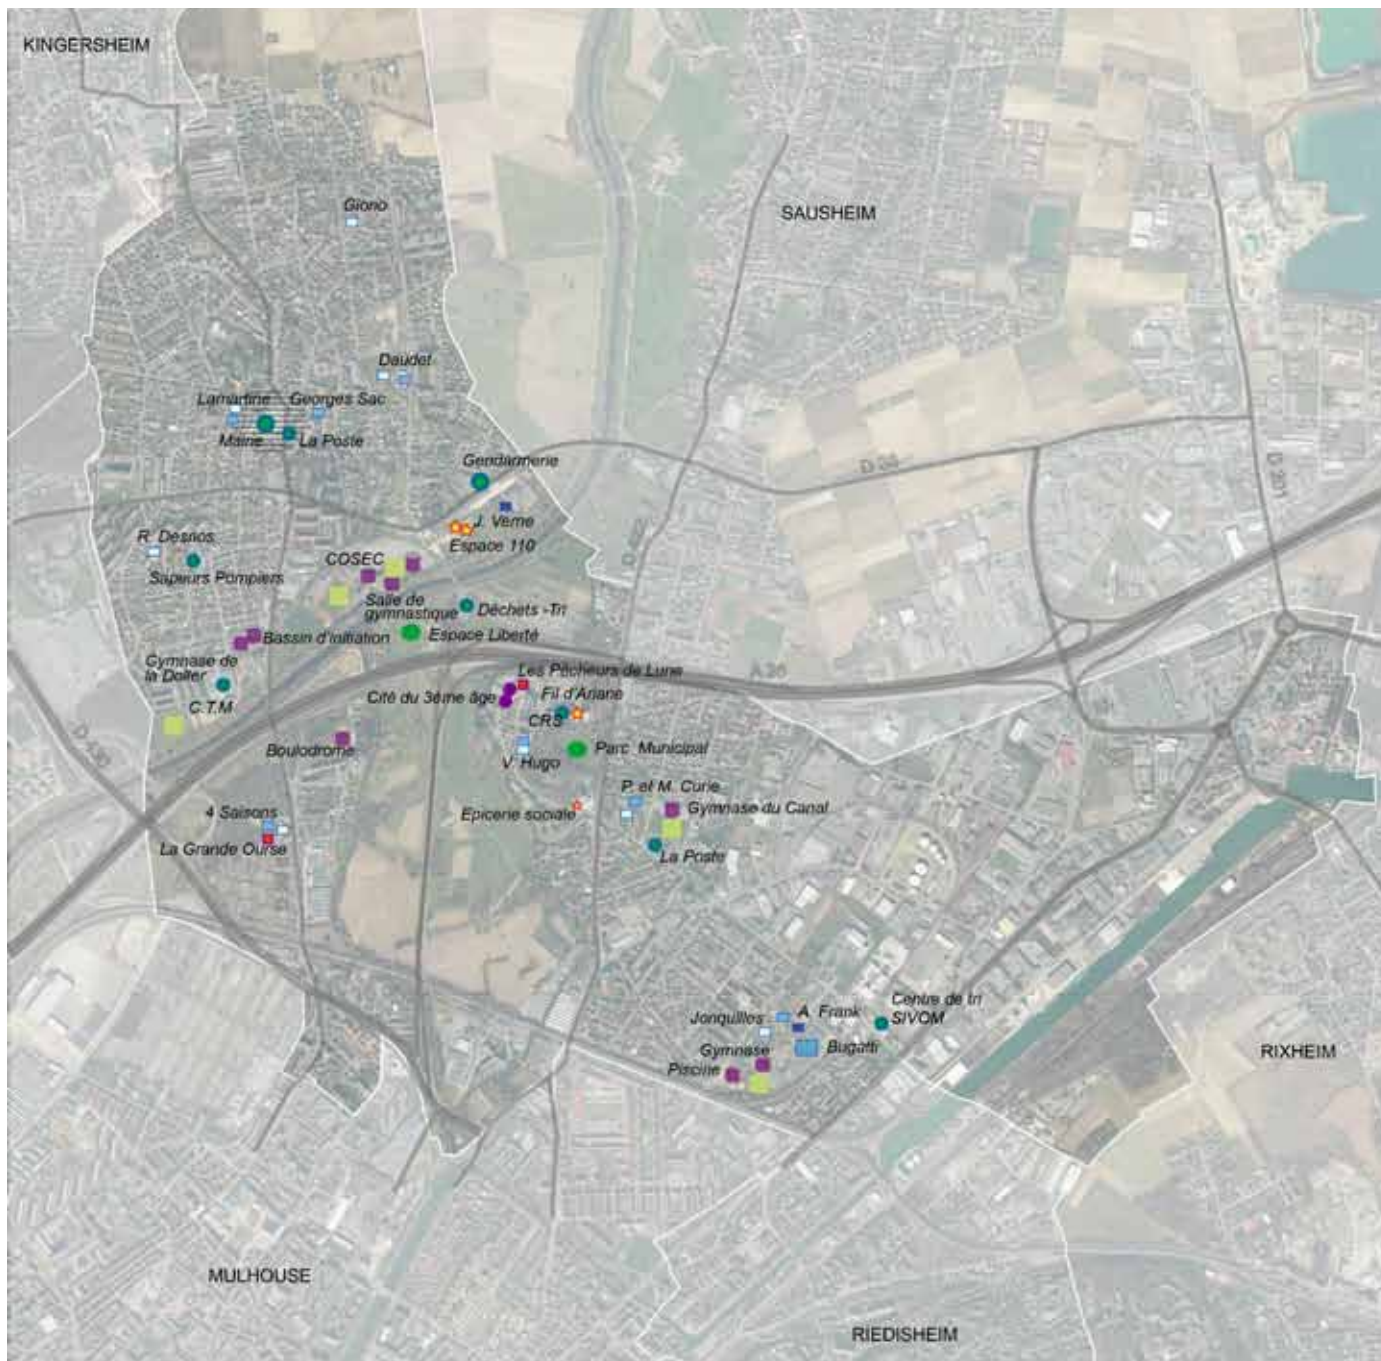 KINGERSHEIM
Giono
SAUSHEIM
Daudet
Lamartine
Georges Sac
Mairie
La Poste
Gendarmerie
D 38
D 201
J. Verne
Espace 110
R. Desnos
Sapeurs Pompiers
COSEC
Salle de
gymnastique
Déchets -Tri
Bassin d'initiation
Espace Liberté
Gymnase de
la Doller
C.T.M
Les Pêcheurs de Lune
A 36
Cité du 3ème âge
Fil d'Ariane
CRS
D 430
Boulodrome
V. Hugo
Parc Municipal
P. et M. Curie
4 Saisons
Epicerie sociale
Gymnase du Canal
La Grande Ourse
La Poste
Centre de tri
SIVOM
Jonquilles
A. Frank
Bugatti
Gymnase
Piscine
RIXHEIM
MULHOUSE
RIEDISHEIM